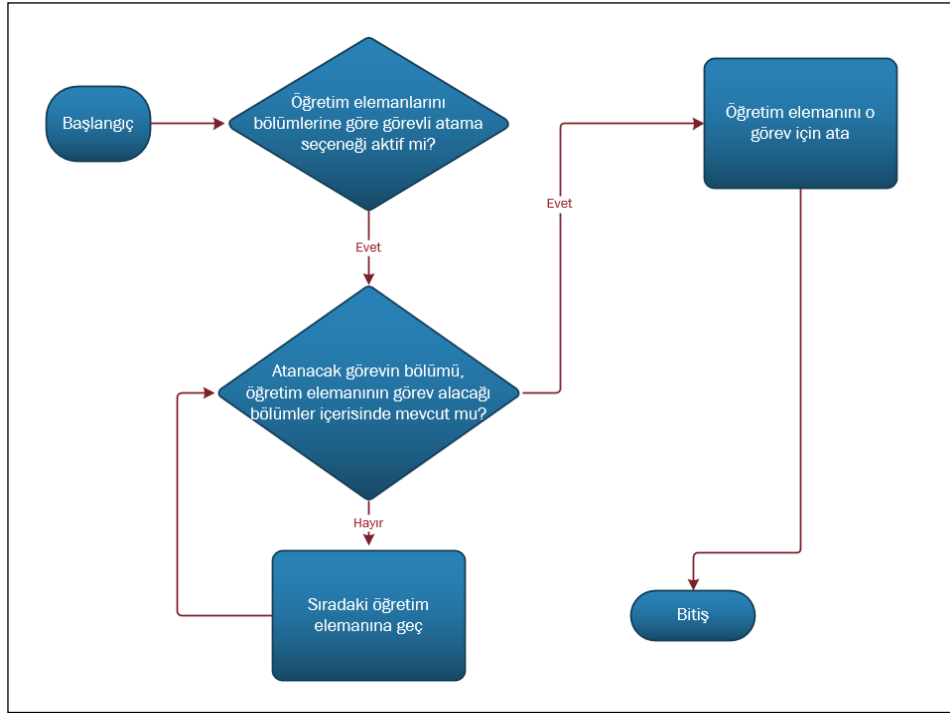 Başlangıç
Öğretim elemanlarını
bölümlerine göre görevli atama
seçeneği aktif mi?
Evet
Atanacak görevin bölümü,
öğretim elemanının görev alacağı
bölümler içerisinde mevcut mu?
Hayır
Sıradaki öğretim
elemanına geç
Evet
Öğretim elemanını o
görev için ata
Bitiş